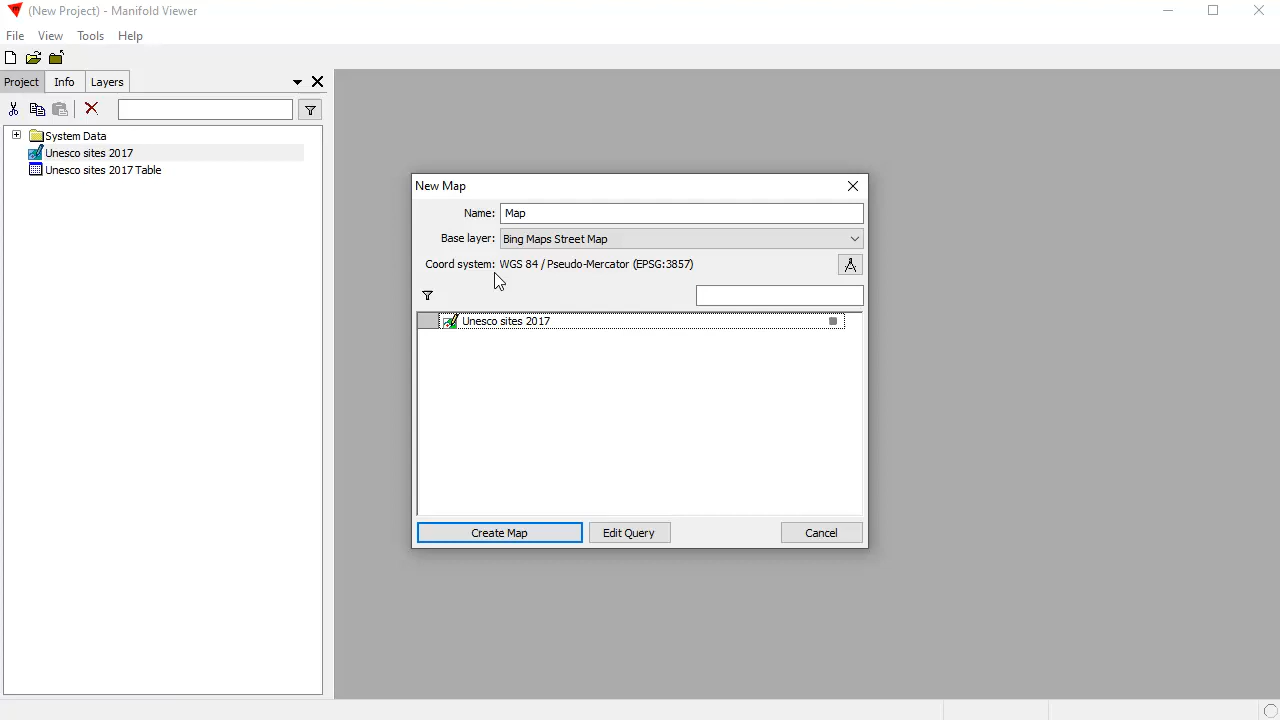 (New Project) - Manifold Viewer
File View Tools Help
Project Info Layers
System Data
Unesco sites 2017
Unesco sites 2017 Table
New Map
Name: Map
Base layer: Bing Maps Street Map
Coord system: WGS 84 / Pseudo-Mercator (EPSG:3857)
Unesco sites 2017
Create Map Edit Query Cancel